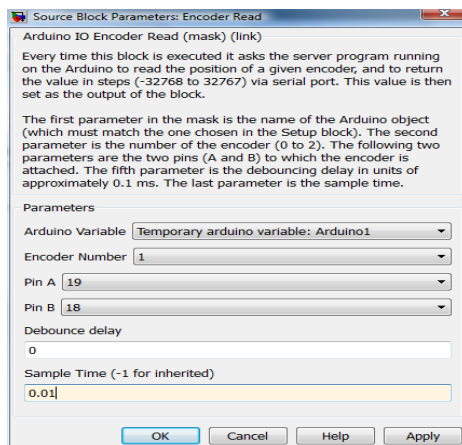 Source Block Parameters: Encoder Read
Arduino IO Encoder Read (mask) (link)
Every time this block is executed it asks the server program running
on the Arduino to read the position of a given encoder, and to return
the value in steps (-32768 to 32767) via serial port. This value is then
set as the output of the block.
The first parameter in the mask is the name of the Arduino object
(which must match the one chosen in the Setup block). The second
parameter is the number of the encoder (0 to 2). The following two
parameters are the two pins (A and B) to which the encoder is
attached. The fifth parameter is the debouncing delay in units of
approximately 0.1 ms. The last parameter is the sample time.
Parameters
Arduino Variable Temporary arduino variable: Arduino1
Encoder Number 1
Pin A 19
Pin B 18
Debounce delay
0
Sample Time (-1 for inherited)
0.01
OK Cancel Help Apply